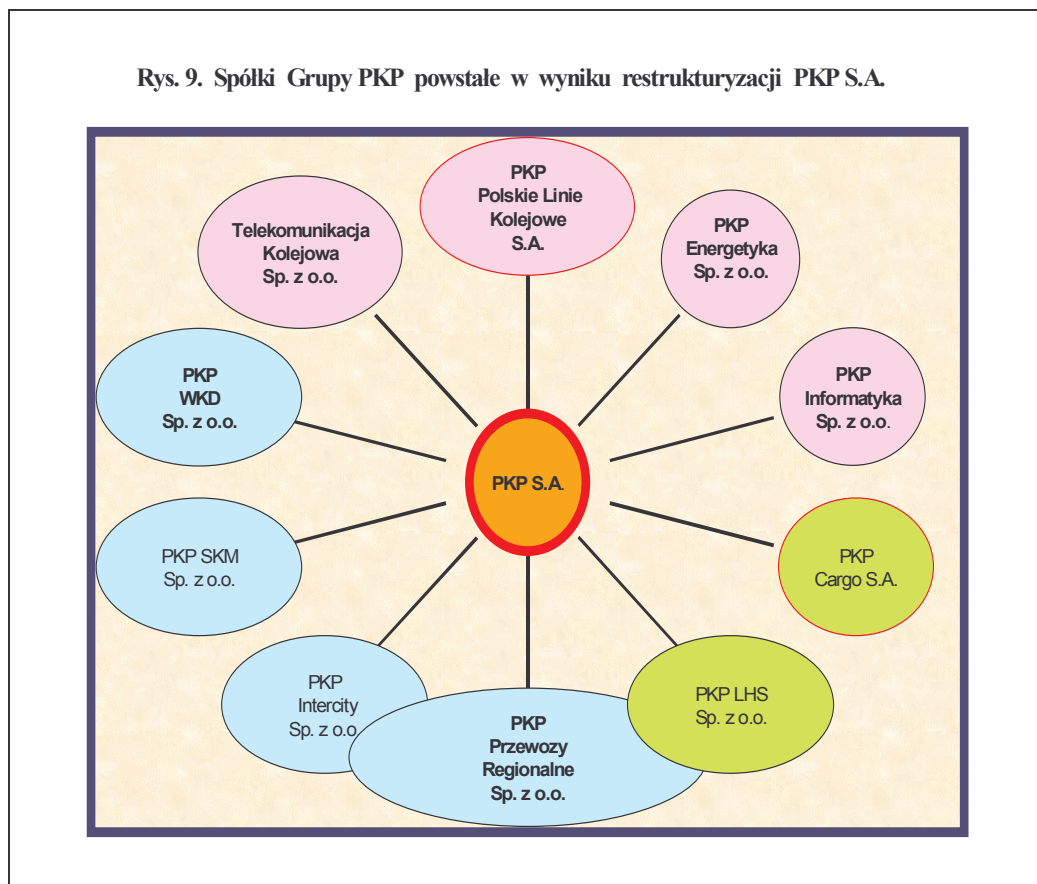 Rys. 9. Spółki Grupy PKP powstałe w wyniku restrukturyzacji PKP S.A.
PKP
Polskie Linie
Kolejowe
S.A.
Telekomunikacja
Kolejowa
Sp. z o.o.
PKP
Energetyka
Sp. z o.o.
PKP
WKD
Sp. z o.o.
PKP
Informatyka
Sp. z o.o.
PKP S.A.
PKP SKM
Sp. z o.o.
PKP
Cargo S.A.
PKP
Intercity
Sp. z o.o.
PKP
Przewozy
Regionalne
Sp. z o.o.
PKP LHS
Sp. z o.o.